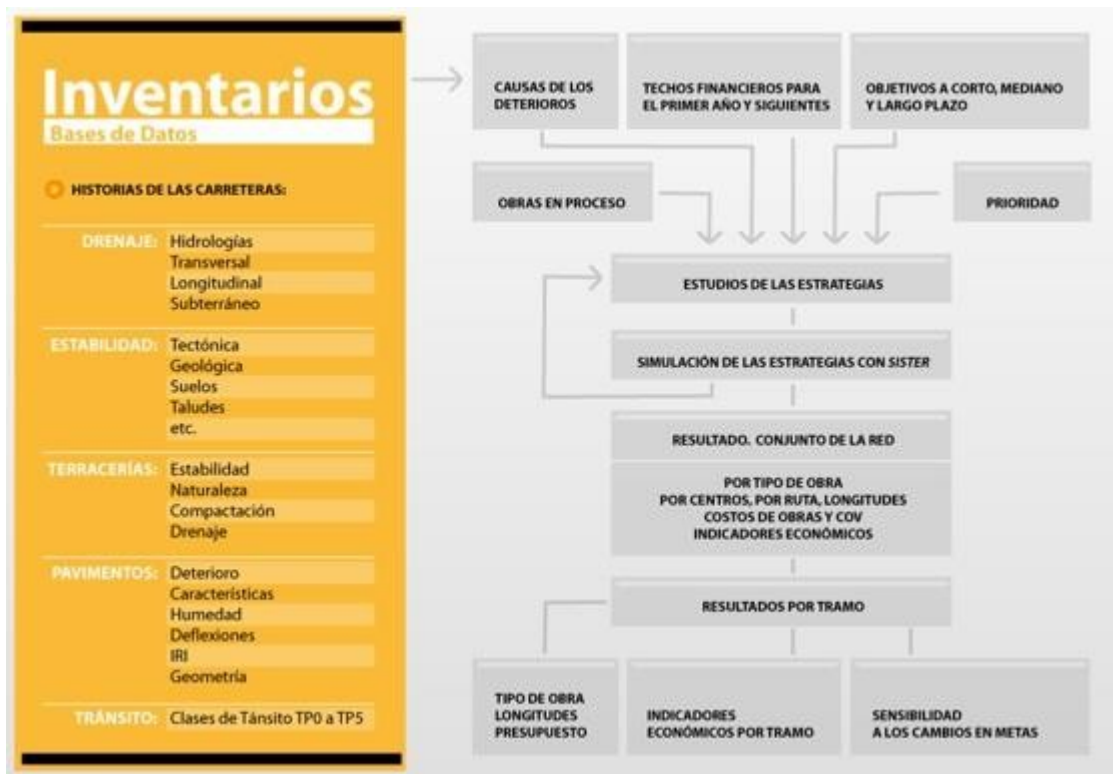 Inventarios
Bases de Datos
HISTORIAS DE LAS CARRETERAS:
DRENAJE: Hidrologías
Transversal
Longitudinal
Subterráneo
ESTABILIDAD: Tectónica
Geológica
Suelos
Taludes
etc.
TERRACERÍAS: Estabilidad
Naturaleza
Compactación
Drenaje
PAVIMENTOS: Deterioro
Características
Humedad
Deflexiones
IRI
Geometría
TRÁNSITO: Clases de Tánsito TP0 a TP5
CAUSAS DE LOS
DETERIOROS
TECHOS FINANCIEROS PARA
EL PRIMER AÑO Y SIGUIENTES
OBJETIVOS A CORTO, MEDIANO
Y LARGO PLAZO
OBRAS EN PROCESO
PRIORIDAD
ESTUDIOS DE LAS ESTRATEGIAS
SIMULACIÓN DE LAS ESTRATEGIAS CON SISTER
RESULTADO. CONJUNTO DE LA RED
POR TIPO DE OBRA
POR CENTROS, POR RUTA, LONGITUDES
COSTOS DE OBRAS Y COV
INDICADORES ECONÓMICOS
RESULTADOS POR TRAMO
TIPO DE OBRA
LONGITUDES
PRESUPUESTO
INDICADORES
ECONÓMICOS POR TRAMO
SENSIBILIDAD
A LOS CAMBIOS EN METAS